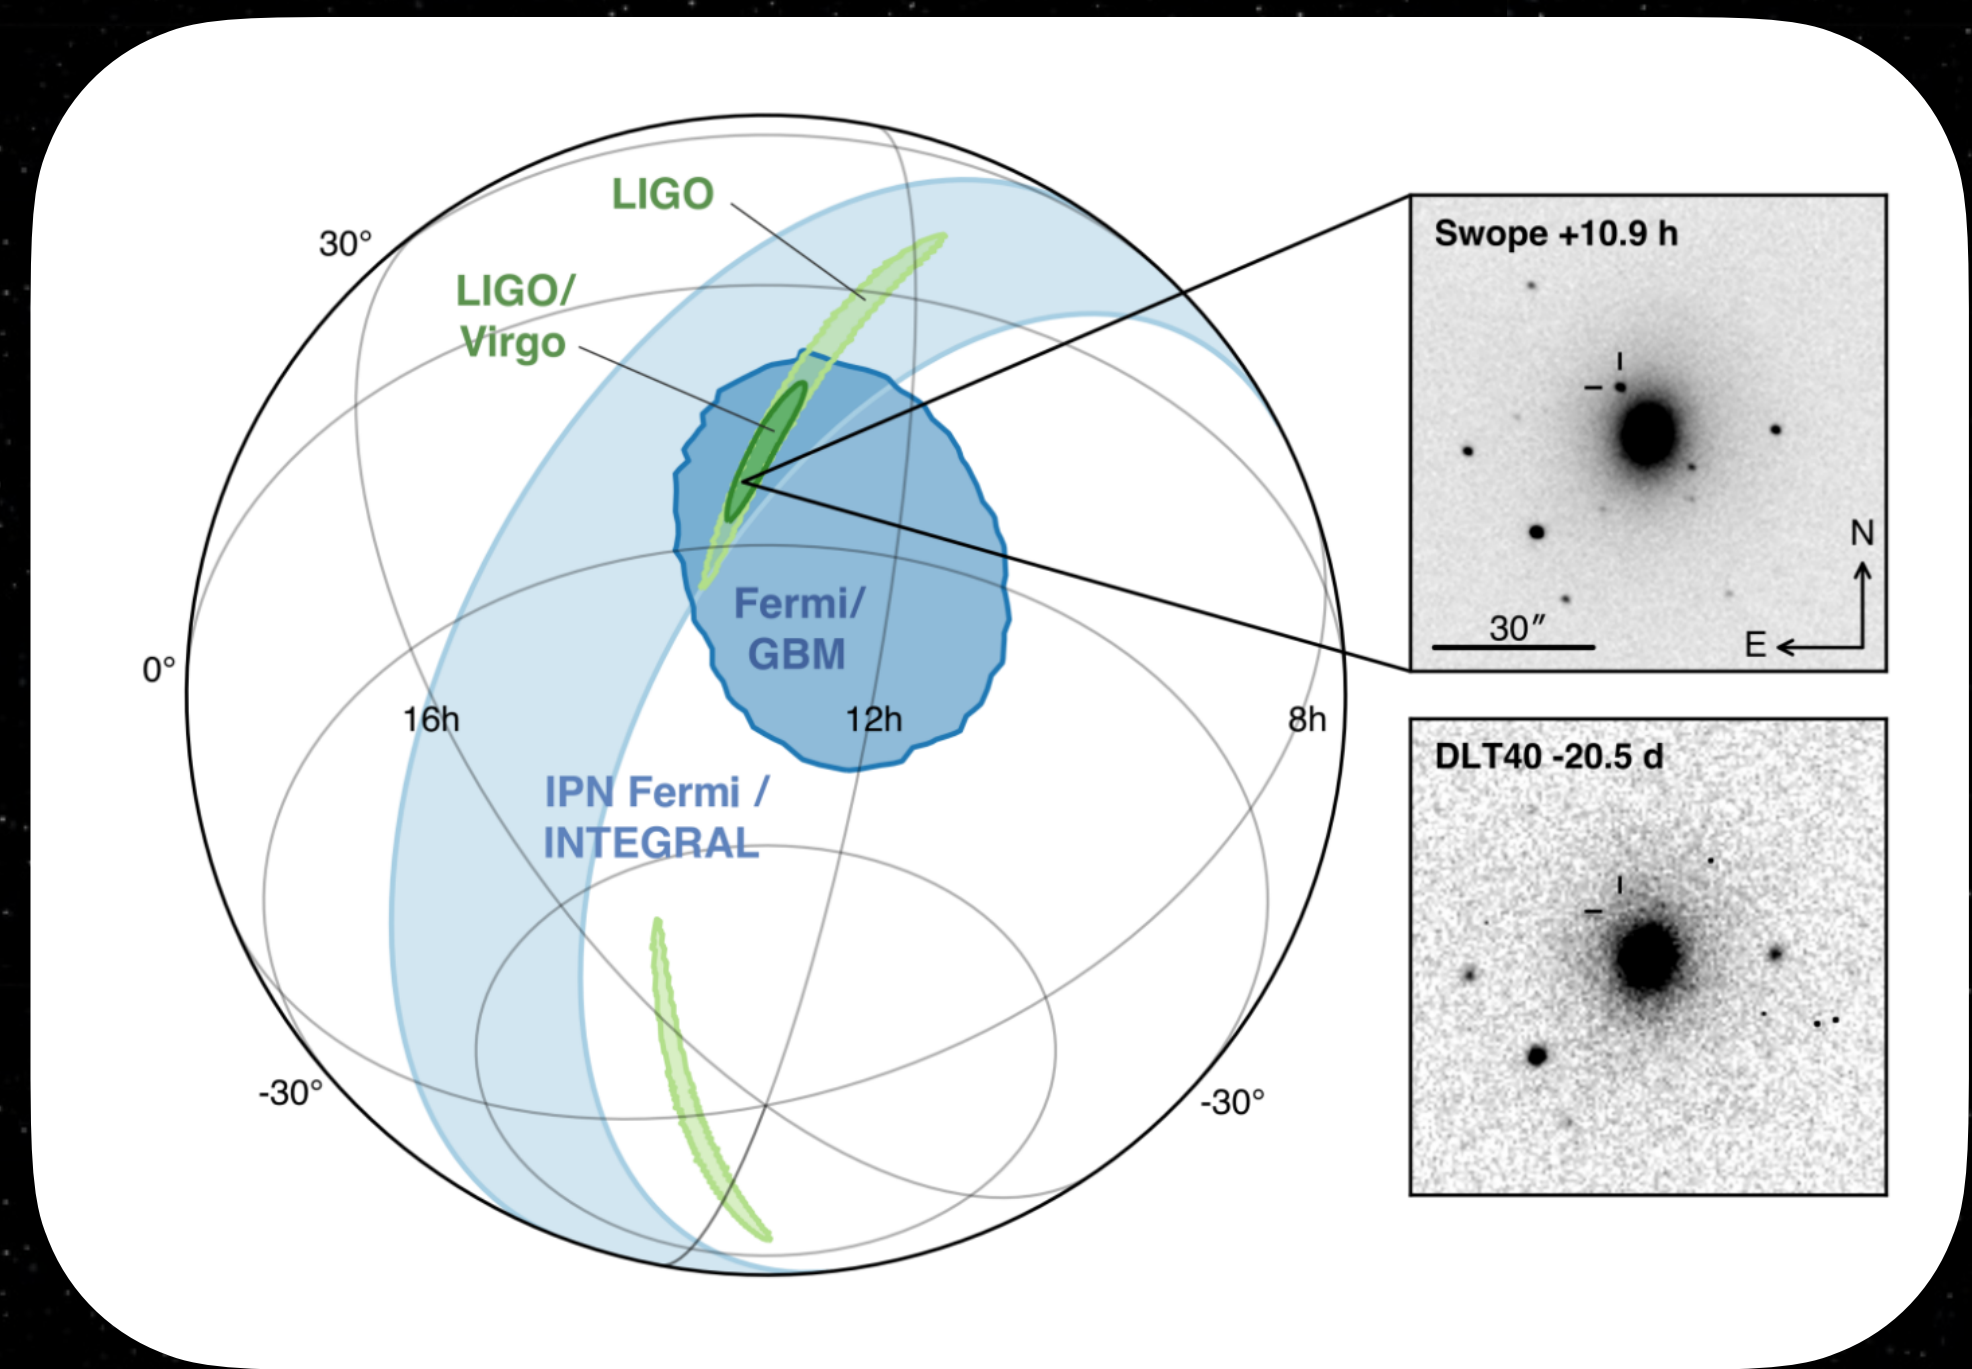 LIGO
30°
LIGO/
Virgo
Swope +10.9 h
N
30″
E
Fermi/
GBM
0°
16h
12h
8h
IPN Fermi /
INTEGRAL
DLT40 -20.5 d
-30°
-30°